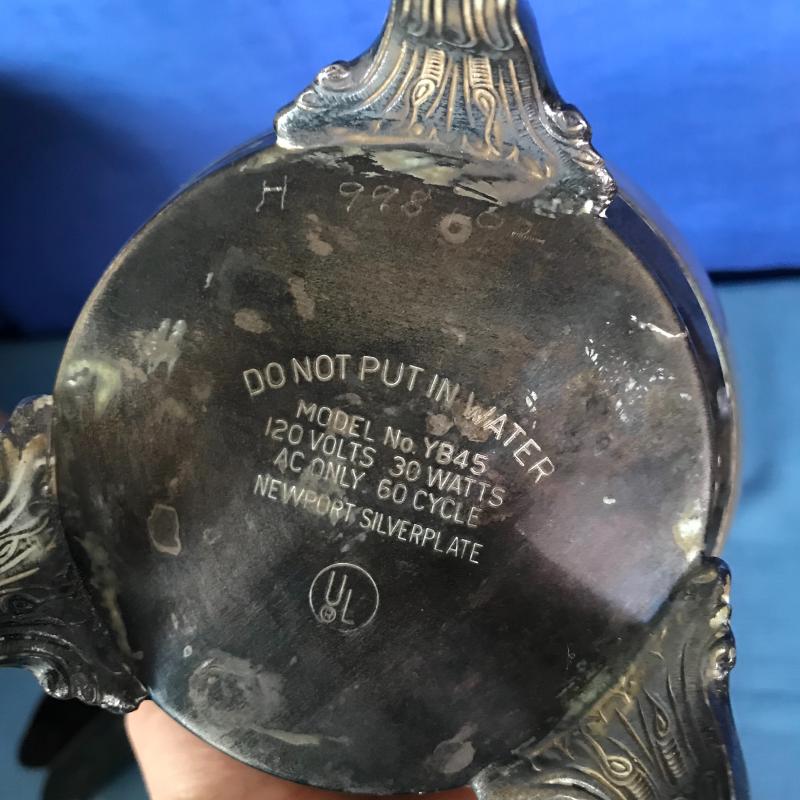 H 998
DO NOT PUT IN WATER
MODEL No. YB45
120 VOLTS 30 WATTS
AC ONLY 60 CYCLE
NEWPORT SILVERPLATE
UL